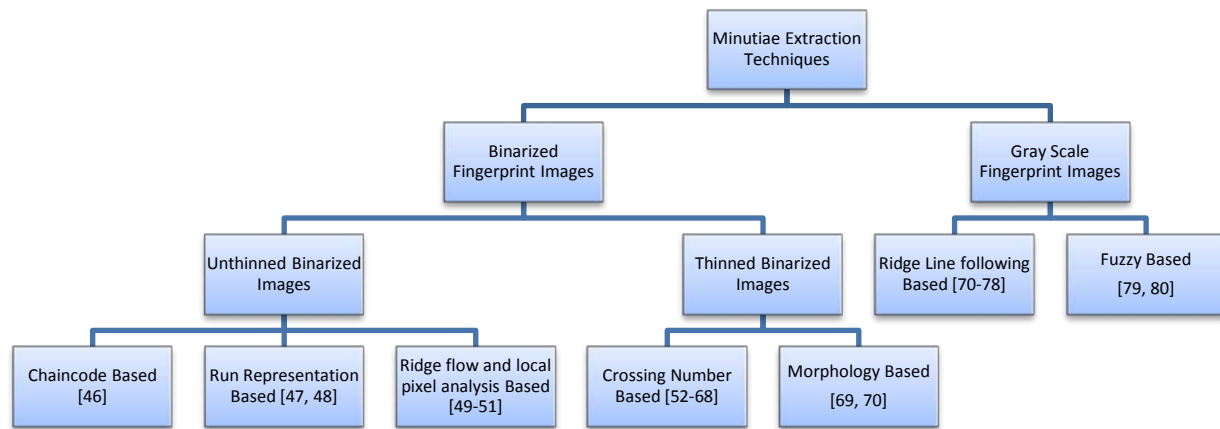 Minutiae Extraction
Techniques
Binarized
Fingerprint Images
Gray Scale
Fingerprint Images
Unthinned Binarized
Images
Thinned Binarized
Images
Ridge Line following
Based [70-78]
Fuzzy Based
[79, 80]
Chaincode Based
[46]
Run Representation
Based [47, 48]
Ridge flow and local
pixel analysis Based
[49-51]
Crossing Number
Based [52-68]
Morphology Based
[69, 70]